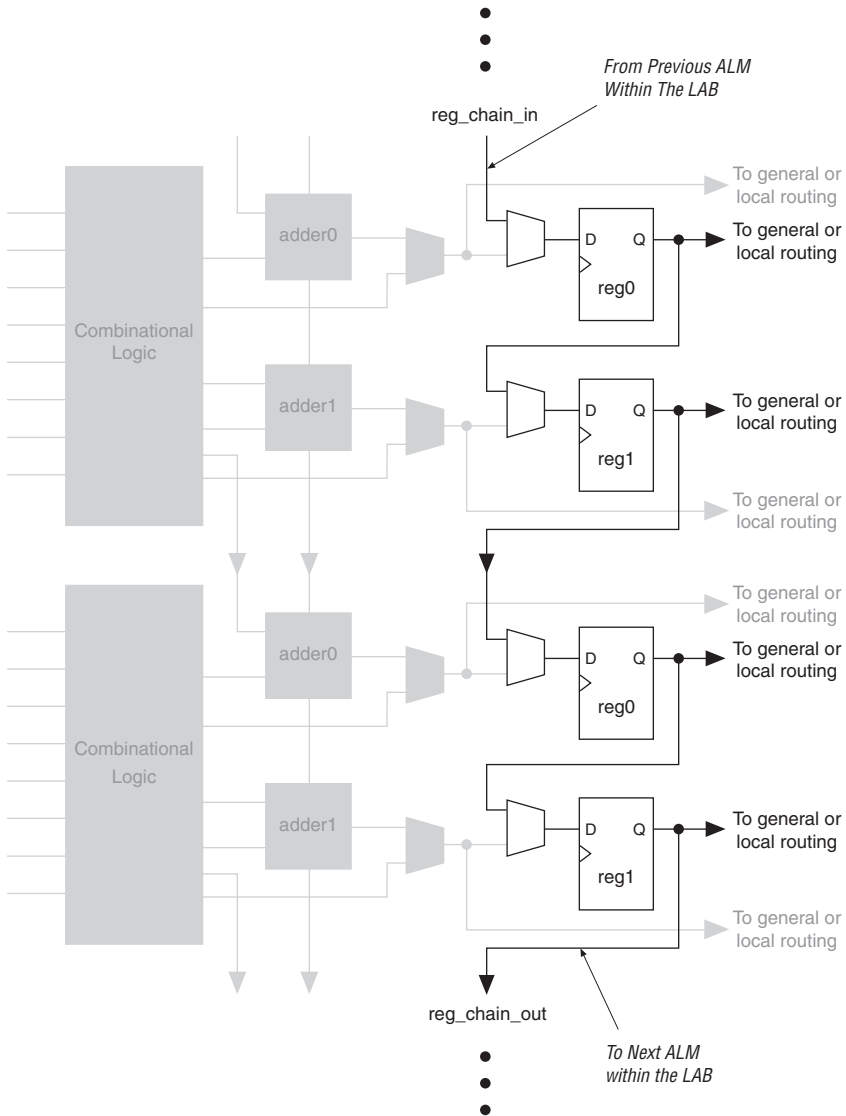 From Previous ALM
Within The LAB
reg_chain_in
To general or
local routing
adder0
D Q
reg0
To general or
local routing
Combinational
Logic
adder1
D Q
reg1
To general or
local routing
To general or
local routing
To general or
local routing
adder0
D Q
reg0
To general or
local routing
Combinational
Logic
adder1
D Q
reg1
To general or
local routing
To general or
local routing
reg_chain_out
To Next ALM
within the LAB